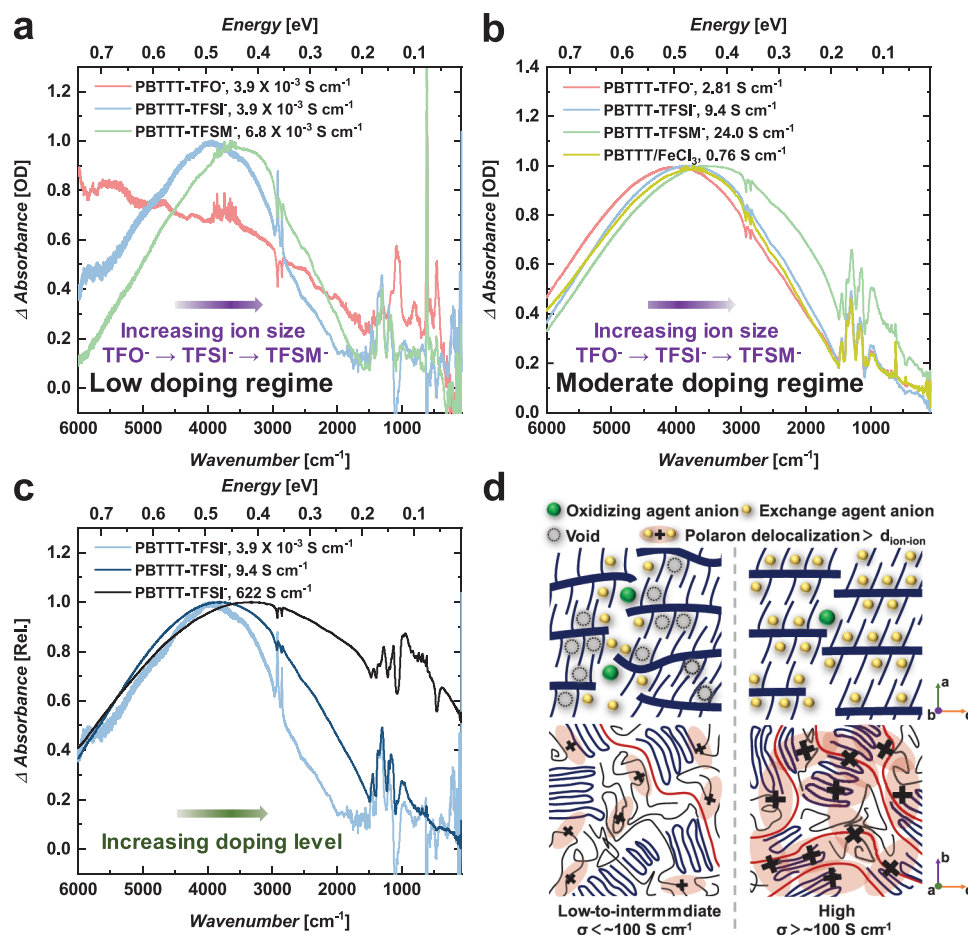 a
Energy [eV]
0.7 0.6 0.5 0.4 0.3 0.2 0.1
PBTTT-TFO⁻, 3.9 X 10⁻³ S cm⁻¹
PBTTT-TFSI⁻, 3.9 X 10⁻³ S cm⁻¹
PBTTT-TFSM⁻, 6.8 X 10⁻³ S cm⁻¹
Δ Absorbance [OD]
1.2
1.0
0.8
0.6
0.4
0.2
0.0
Increasing ion size
TFO⁻ → TFSI⁻ → TFSM⁻
Low doping regime
6000 5000 4000 3000 2000 1000
Wavenumber [cm⁻¹]
b
Energy [eV]
0.7 0.6 0.5 0.4 0.3 0.2 0.1
PBTTT-TFO⁻, 2.81 S cm⁻¹
PBTTT-TFSI⁻, 9.4 S cm⁻¹
PBTTT-TFSM⁻, 24.0 S cm⁻¹
PBTTT/FeCl₃, 0.76 S cm⁻¹
Δ Absorbance [OD]
1.4
1.2
1.0
0.8
0.6
0.4
0.2
0.0
Increasing ion size
TFO⁻ → TFSI⁻ → TFSM⁻
Moderate doping regime
6000 5000 4000 3000 2000 1000
Wavenumber [cm⁻¹]
c
Energy [eV]
0.7 0.6 0.5 0.4 0.3 0.2 0.1
PBTTT-TFSI⁻, 3.9 X 10⁻³ S cm⁻¹
PBTTT-TFSI⁻, 9.4 S cm⁻¹
PBTTT-TFSI⁻, 622 S cm⁻¹
Δ Absorbance [Rel.]
1.2
1.0
0.8
0.6
0.4
0.2
0.0
Increasing doping level
6000 5000 4000 3000 2000 1000
Wavenumber [cm⁻¹]
d
Oxidizing agent anion Exchange agent anion
Void Polaron delocalization > d_ion-ion
a
b c
b
a c
Low-to-intermmdiate
σ < ~100 S cm⁻¹
High
σ > ~100 S cm⁻¹